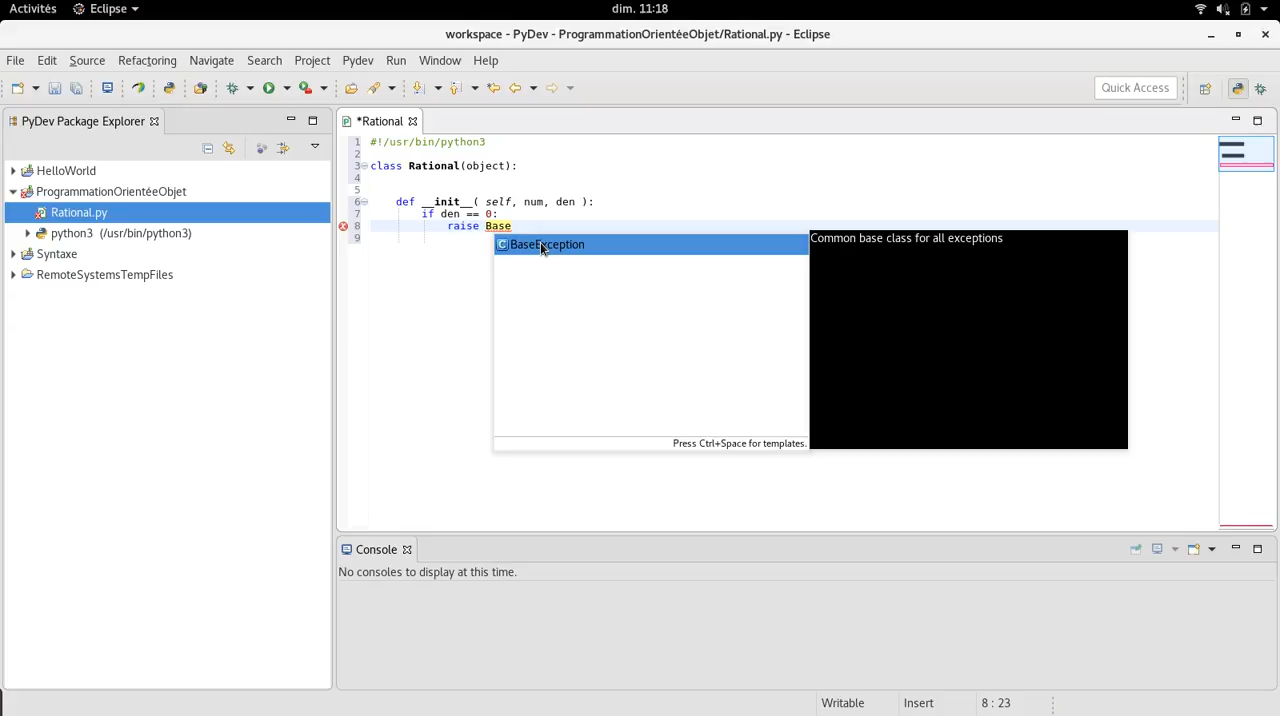 Activités Eclipse dim. 11:18
workspace - PyDev - ProgrammationOrientéeObjet/Rational.py - Eclipse
File Edit Source Refactoring Navigate Search Project Pydev Run Window Help
Quick Access
PyDev Package Explorer
HelloWorld
ProgrammationOrientéeObjet
Rational.py
python3 (/usr/bin/python3)
Syntaxe
RemoteSystemsTempFiles
*Rational
1 #!/usr/bin/python3
2
3 class Rational(object):
4
5
6 def __init__( self, num, den ):
7 if den == 0:
8 raise Base
9
BaseException
Press Ctrl+Space for templates.
Common base class for all exceptions
Console
No consoles to display at this time.
Writable Insert 8 : 23